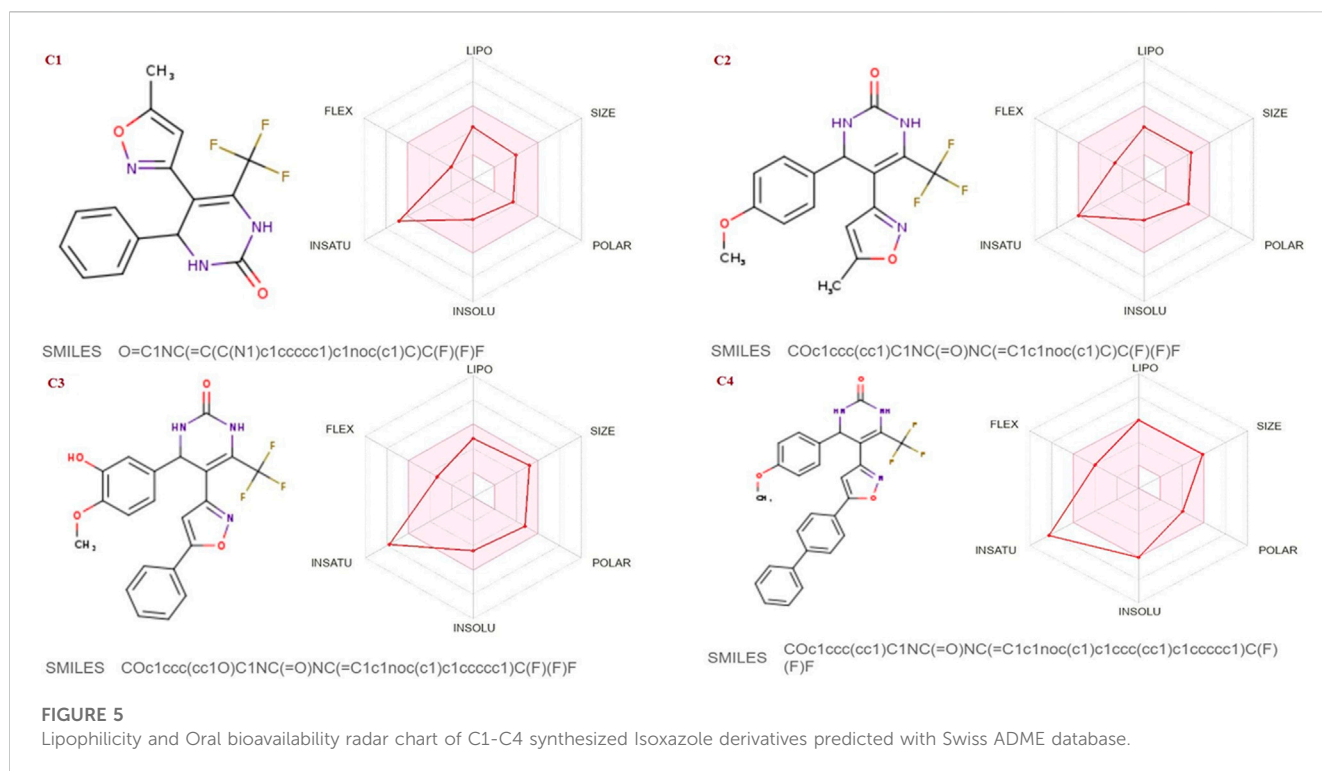 C1
CH3
O
N
F
F
F
NH
HN
O
LIPO
FLEX
SIZE
INSATU
POLAR
INSOLU
SMILES O=C1NC(=C(C(N1)c1ccccc1)c1noc(c1)C)C(F)(F)F
C2
O
HN
NH
F
F
F
N
O
O
CH3
H3C
LIPO
FLEX
SIZE
INSATU
POLAR
INSOLU
SMILES COc1ccc(cc1)C1NC(=O)NC(=C1c1noc(c1)C)C(F)(F)F
C3
O
HN
NH
HO
F
F
F
O
N
O
CH3
LIPO
FLEX
SIZE
INSATU
POLAR
INSOLU
SMILES COc1ccc(cc1O)C1NC(=O)NC(=C1c1noc(c1)c1ccccc1)C(F)(F)F
C4
O
HN
NH
F
F
F
O
N
O
LIPO
FLEX
SIZE
INSATU
POLAR
INSOLU
SMILES COc1ccc(cc1)C1NC(=O)NC(=C1c1noc(c1)c1ccc(cc1)c1ccccc1)C(F)
(F)F
FIGURE 5
Lipophilicity and Oral bioavailability radar chart of C1-C4 synthesized Isoxazole derivatives predicted with Swiss ADME database.